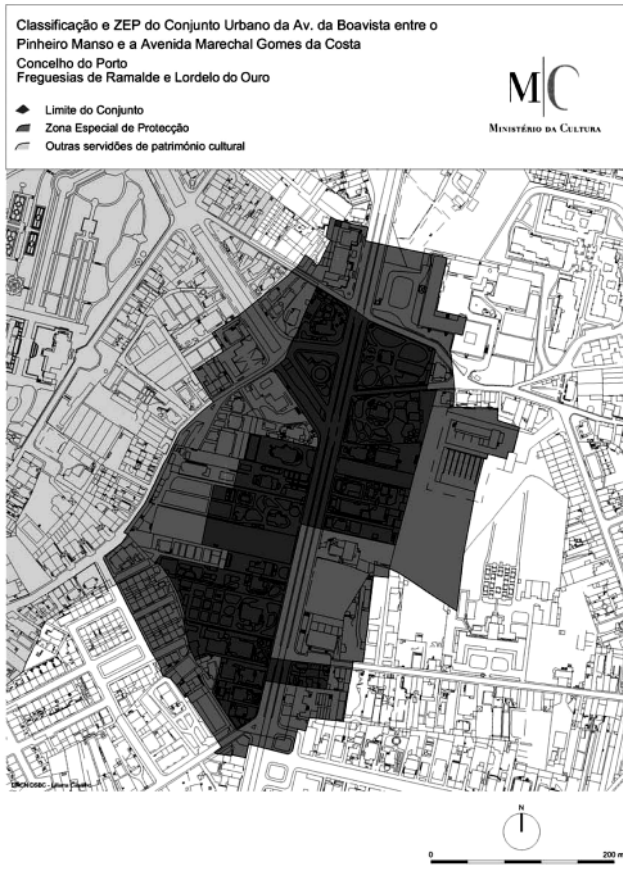 Classificação e ZEP do Conjunto Urbano da Av. da Boavista entre o
Pinheiro Manso e a Avenida Marechal Gomes da Costa
Concelho do Porto
Freguesias de Ramalde e Lordelo do Ouro
Limite do Conjunto
Zona Especial de Protecção
Outras servidões de património cultural
M|C
MINISTÉRIO DA CULTURA
N
0 200 m